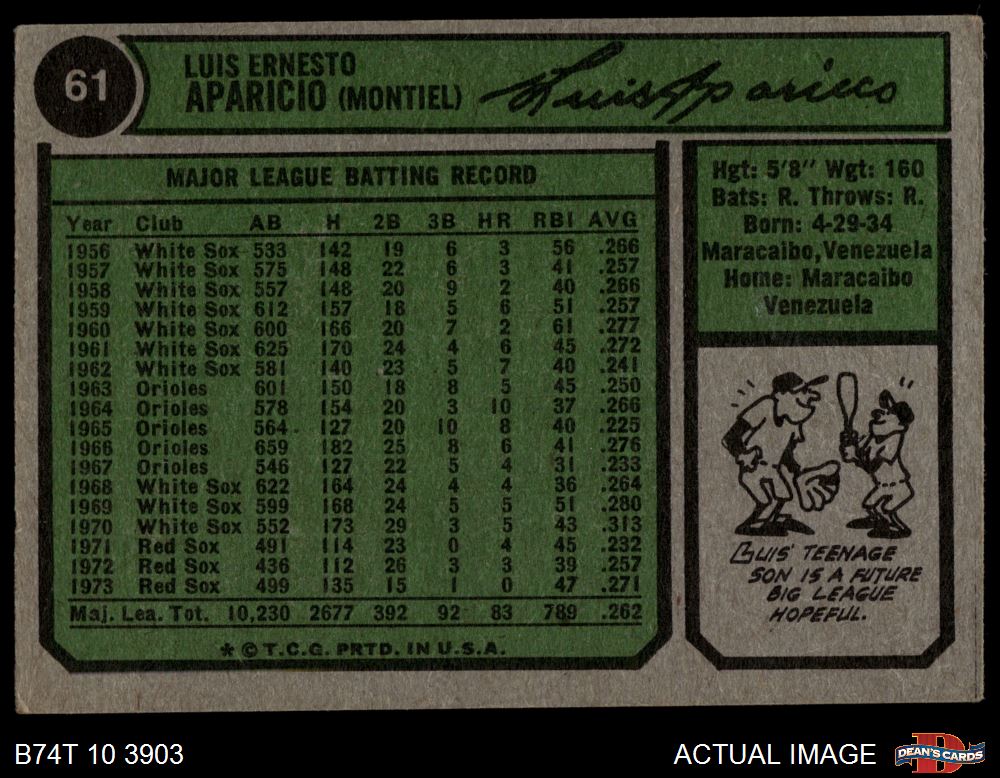 61
LUIS ERNESTO
APARICIO (MONTIEL)
Luis Aparicio
MAJOR LEAGUE BATTING RECORD
Year Club AB H 2B 3B HR RBI AVG
1956 White Sox 533 142 19 6 3 56 .266
1957 White Sox 575 148 22 6 3 41 .257
1958 White Sox 557 148 20 9 2 40 .266
1959 White Sox 612 157 18 5 6 51 .257
1960 White Sox 600 166 20 7 2 61 .277
1961 White Sox 625 170 24 4 6 45 .272
1962 White Sox 581 140 23 5 7 40 .241
1963 Orioles 601 150 18 8 5 45 .250
1964 Orioles 578 154 20 3 10 37 .266
1965 Orioles 564 127 20 10 8 40 .225
1966 Orioles 659 182 25 8 6 41 .276
1967 Orioles 546 127 22 5 4 31 .233
1968 White Sox 622 164 24 4 4 36 .264
1969 White Sox 599 168 24 5 5 51 .280
1970 White Sox 552 173 29 3 5 43 .313
1971 Red Sox 491 114 23 0 4 45 .232
1972 Red Sox 436 112 26 3 3 39 .257
1973 Red Sox 499 135 15 1 0 47 .271
Maj. Lea. Tot. 10,230 2677 392 92 83 789 .262
* © T.C.G. PRTD. IN U.S.A.
Hgt: 5'8" Wgt: 160
Bats: R. Throws: R.
Born: 4-29-34
Maracaibo, Venezuela
Home: Maracaibo
Venezuela
LUIS' TEENAGE
SON IS A FUTURE
BIG LEAGUE
HOPEFUL.
B74T 10 3903
ACTUAL IMAGE
DEAN'S CARDS